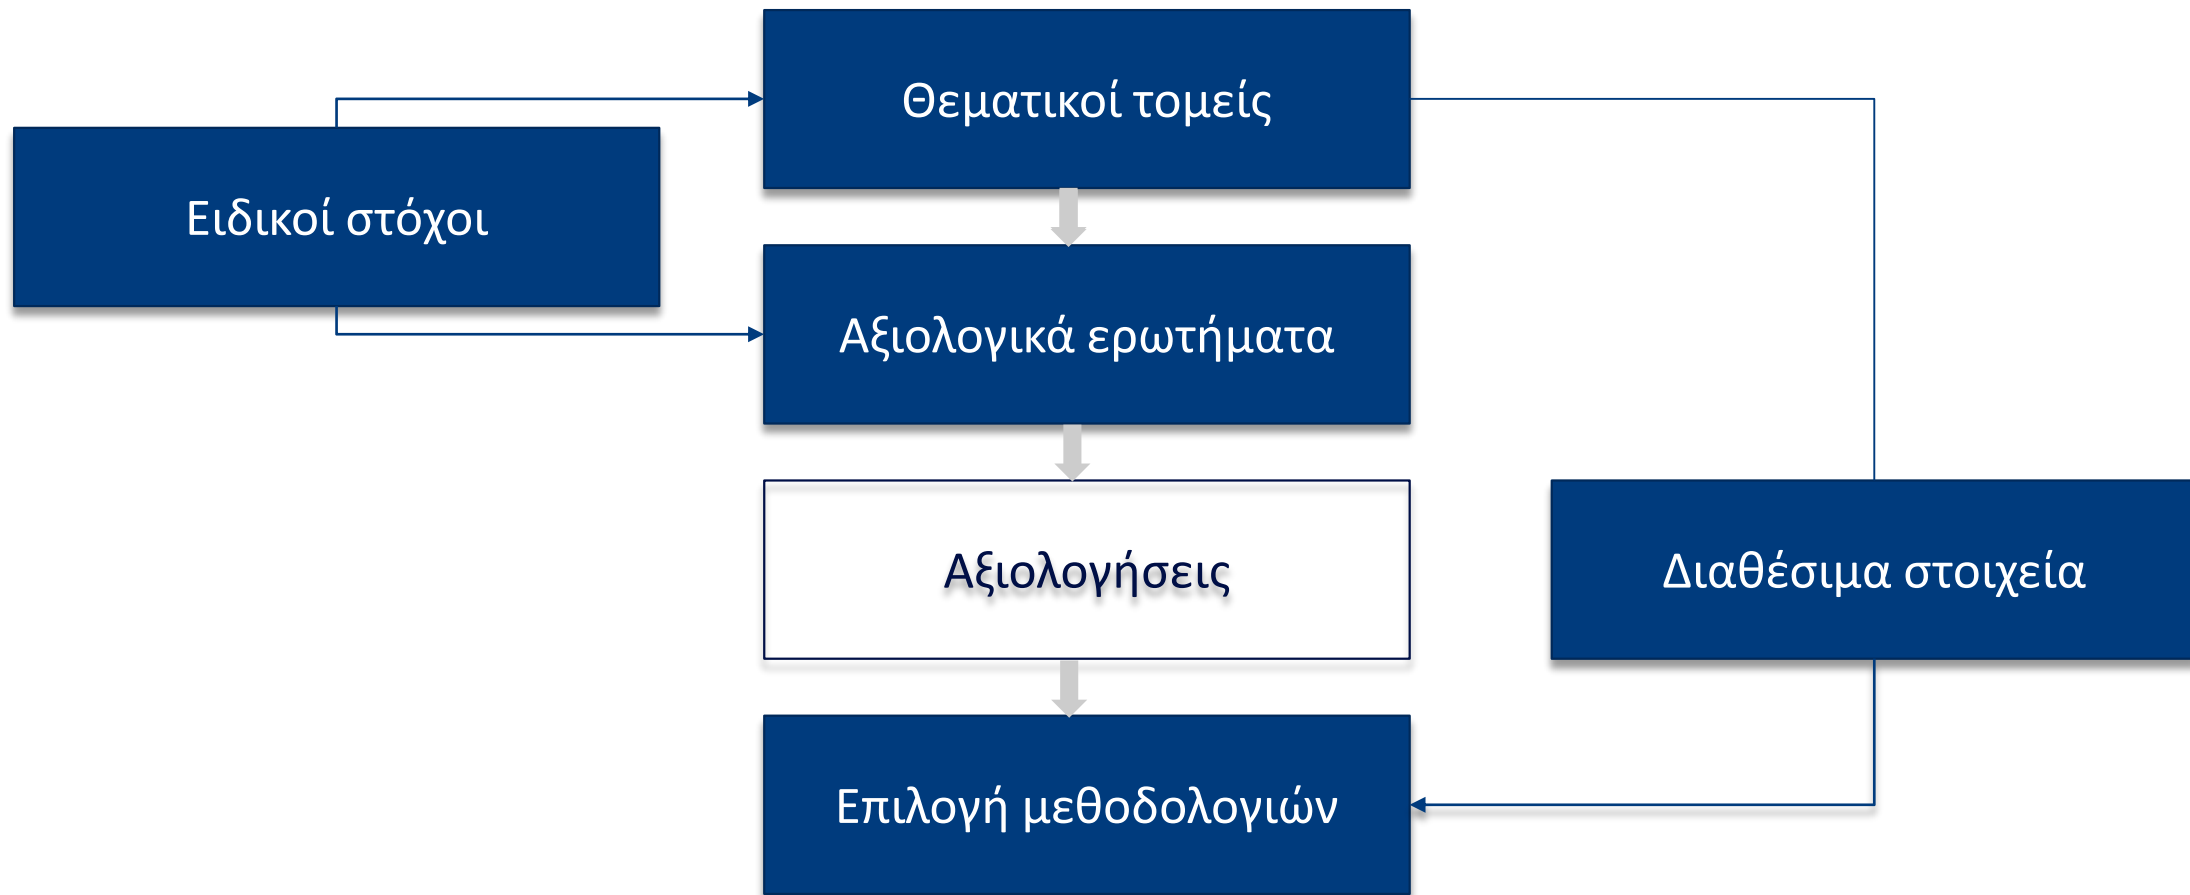 Θεματικοί τομείς
Ειδικοί στόχοι
Αξιολογικά ερωτήματα
Αξιολογήσεις
Διαθέσιμα στοιχεία
Επιλογή μεθοδολογιών